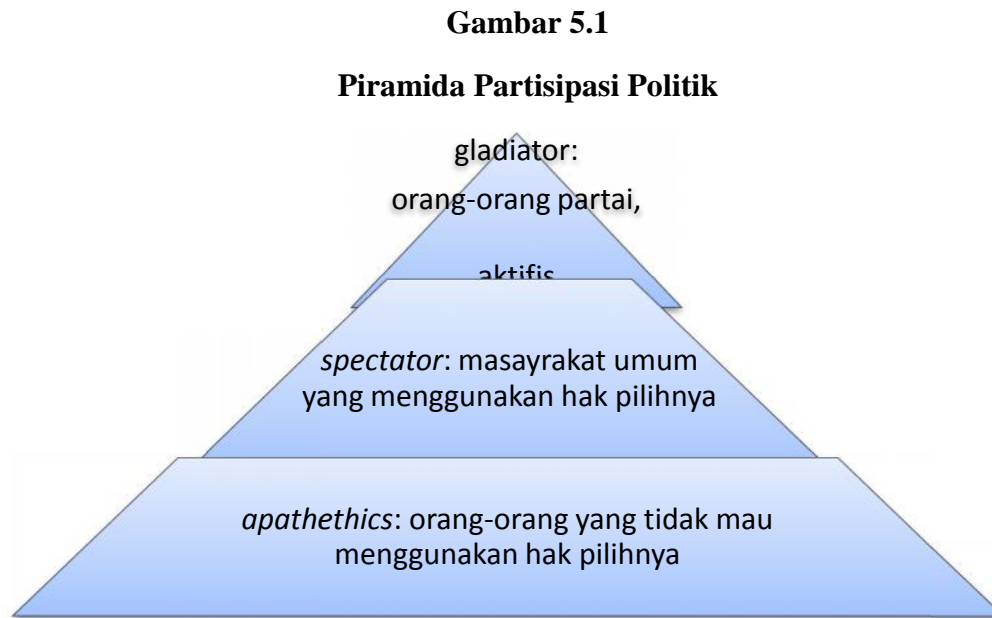 Gambar 5.1
Piramida Partisipasi Politik
gladiator:
orang-orang partai,
aktifis
spectator: masayrakat umum
yang menggunakan hak pilihnya
apathethics: orang-orang yang tidak mau
menggunakan hak pilihnya